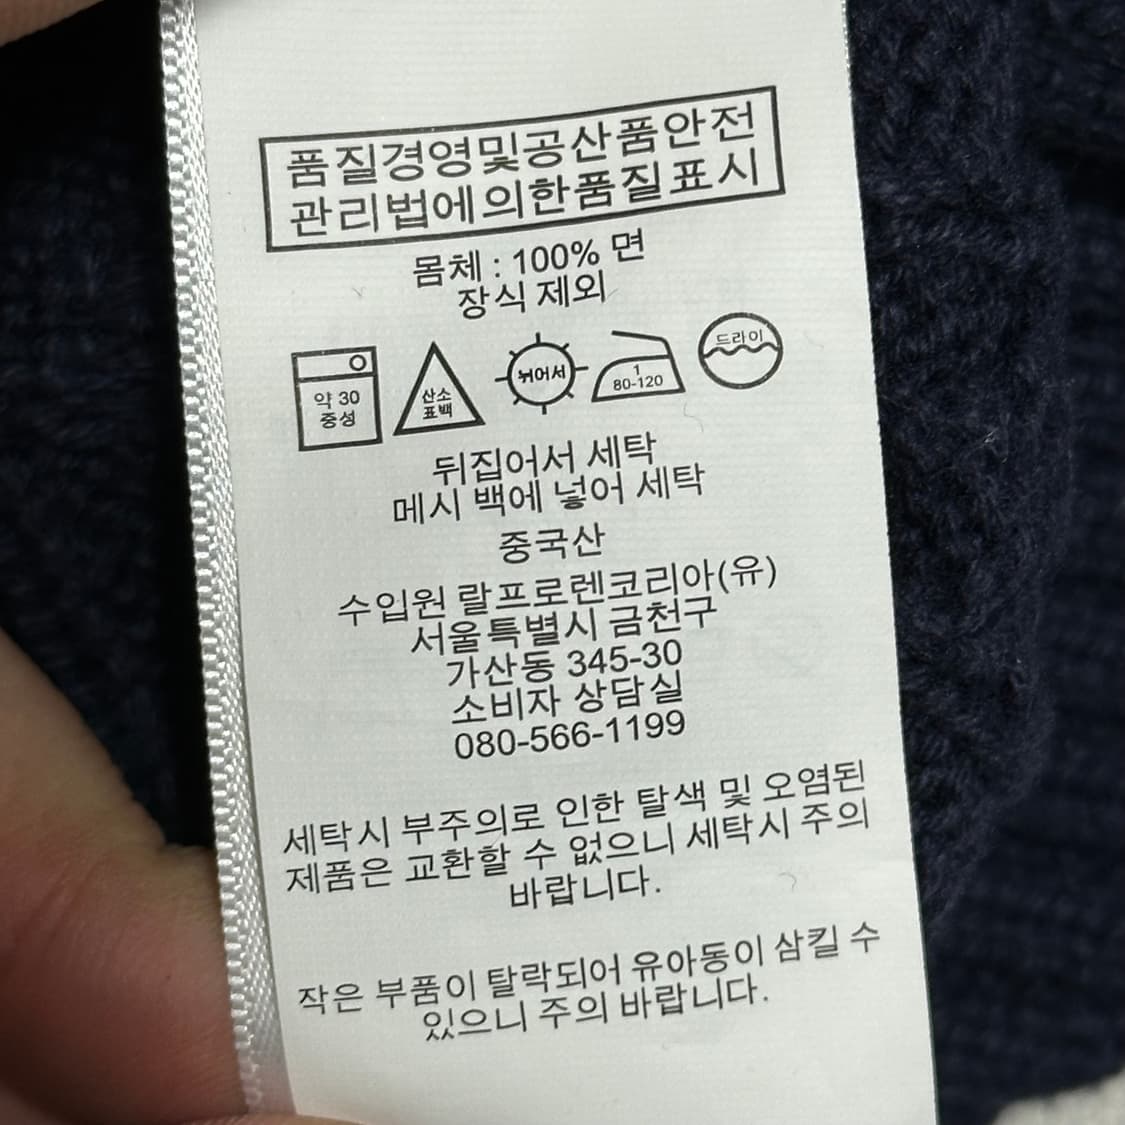 품질경영및공산품안전
관리법에의한품질표시
몸체 : 100% 면
장식 제외
약 30
중성
산소
표백
뉘어서
1
80-120
드라이
뒤집어서 세탁
메시 백에 넣어 세탁
중국산
수입원 랄프로렌코리아(유)
서울특별시 금천구
가산동 345-30
소비자 상담실
080-566-1199
세탁시 부주의로 인한 탈색 및 오염된
제품은 교환할 수 없으니 세탁시 주의
바랍니다.
작은 부품이 탈락되어 유아동이 삼킬 수
있으니 주의 바랍니다.